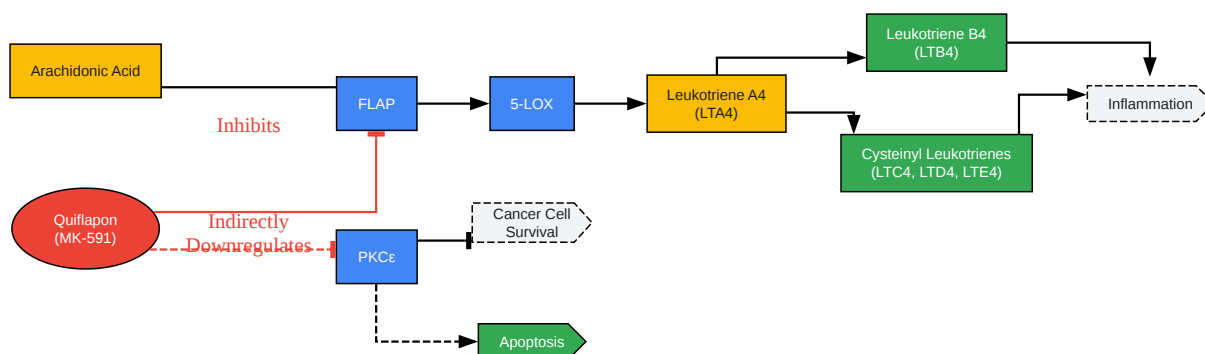 Leukotriene B4
(LTB4)
Arachidonic Acid
FLAP
5-LOX
Leukotriene A4
(LTA4)
Inflammation
Inhibits
Cysteinyl Leukotrienes
(LTC4, LTD4, LTE4)
Quiflapon
(MK-591)
Indirectly
Downregulates
Cancer Cell
Survival
PKCε
Apoptosis